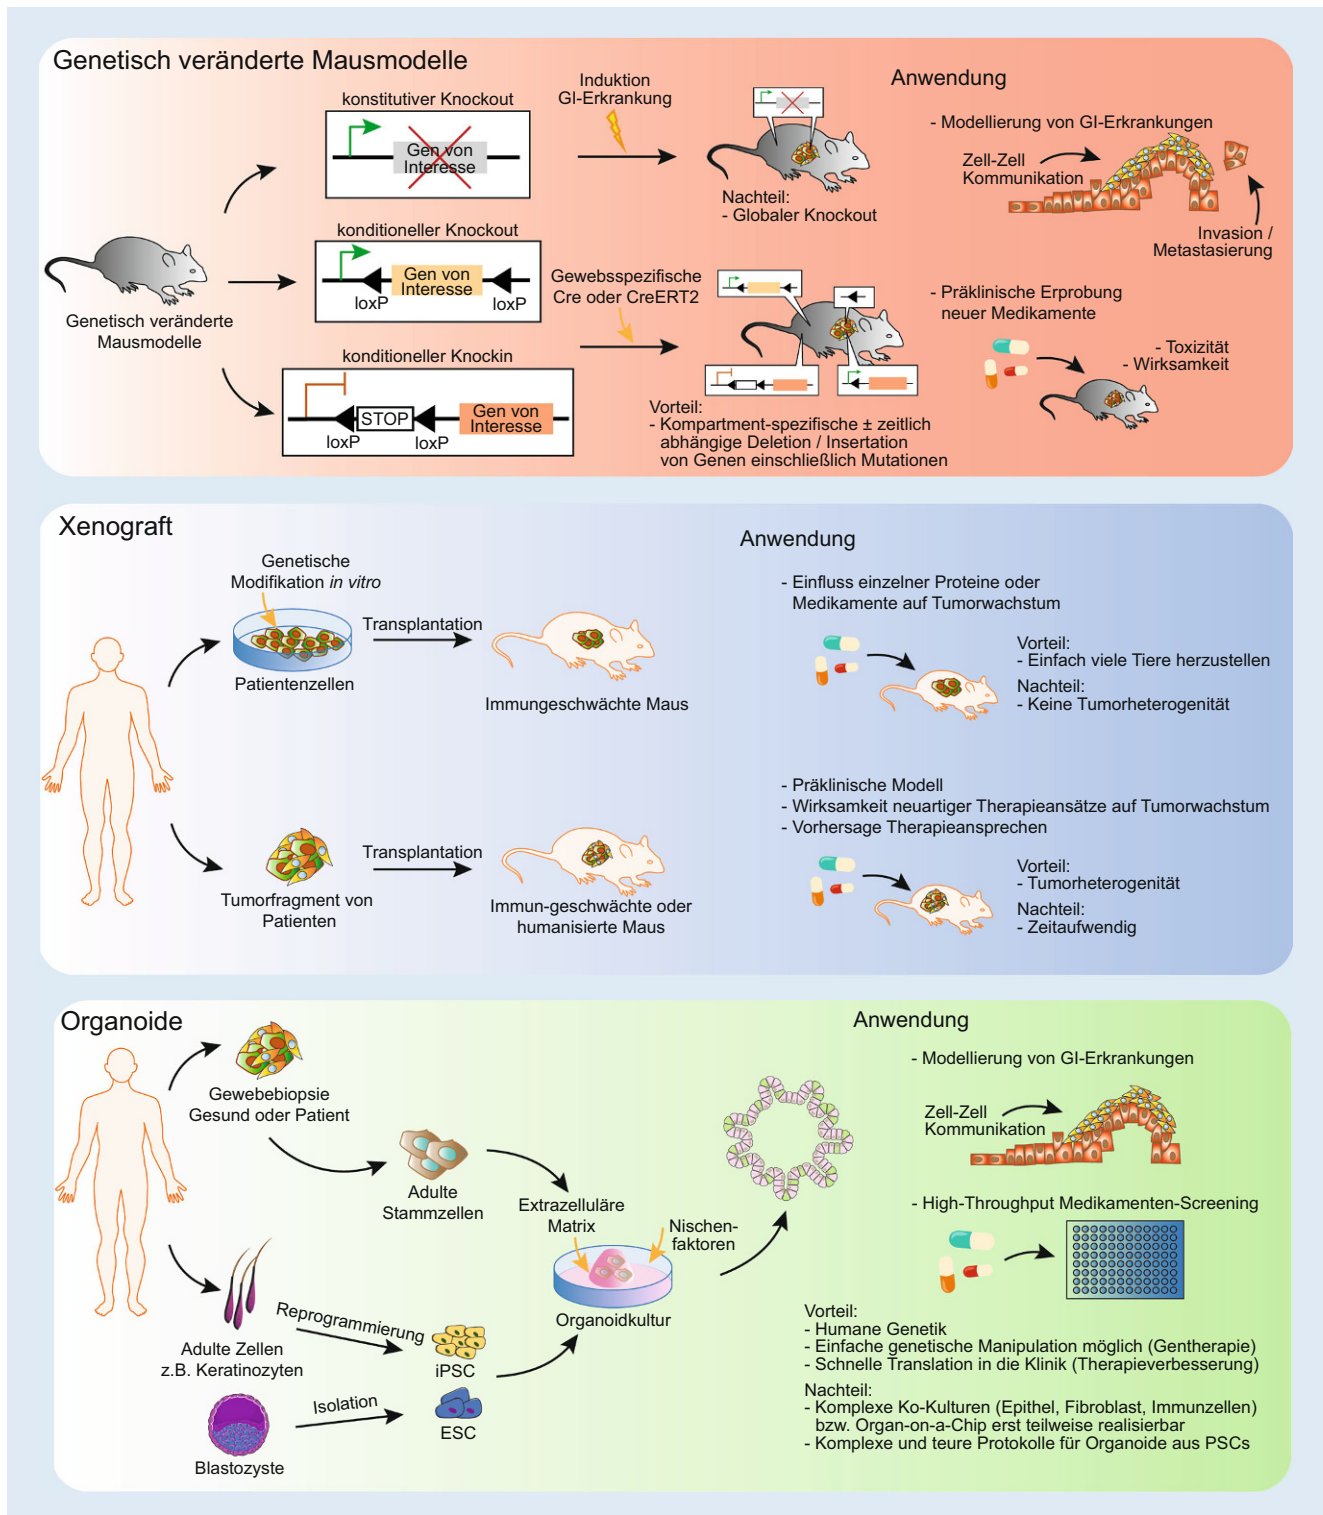 Genetisch veränderte Mausmodelle
Genetisch veränderte
Mausmodelle
konstitutiver Knockout
Gen von
Interesse
konditioneller Knockout
Gen von
Interesse
loxP
loxP
konditioneller Knockin
STOP
Gen von
Interesse
loxP
loxP
Induktion
GI-Erkrankung
Nachteil:
- Globaler Knockout
Gewebsspezifische
Cre oder CreERT2
Vorteil:
- Kompartment-spezifische ± zeitlich
abhängige Deletion / Insertation
von Genen einschließlich Mutationen
Anwendung
- Modellierung von GI-Erkrankungen
Zell-Zell
Kommunikation
Invasion /
Metastasierung
- Präklinische Erprobung
neuer Medikamente
- Toxizität
- Wirksamkeit
Xenograft
Genetische
Modifikation in vitro
Patientenzellen
Transplantation
Immungeschwächte Maus
Tumorfragment von
Patienten
Transplantation
Immun-geschwächte oder
humanisierte Maus
Anwendung
- Einfluss einzelner Proteine oder
Medikamente auf Tumorwachstum
Vorteil:
- Einfach viele Tiere herzustellen
Nachteil:
- Keine Tumorheterogenität
- Präklinische Modell
- Wirksamkeit neuartiger Therapieansätze auf Tumorwachstum
- Vorhersage Therapieansprechen
Vorteil:
- Tumorheterogenität
Nachteil:
- Zeitaufwendig
Organoide
Gewebebiopsie
Gesund oder Patient
Adulte
Stammzellen
Extrazelluläre
Matrix
Nischen-
faktoren
Organoidkultur
Adulte Zellen
z.B. Keratinozyten
Reprogrammierung
iPSC
Isolation
ESC
Blastozyste
Anwendung
- Modellierung von GI-Erkrankungen
Zell-Zell
Kommunikation
- High-Throughput Medikamenten-Screening
Vorteil:
- Humane Genetik
- Einfache genetische Manipulation möglich (Gentherapie)
- Schnelle Translation in die Klinik (Therapieverbesserung)
Nachteil:
- Komplexe Ko-Kulturen (Epithel, Fibroblast, Immunzellen)
bzw. Organ-on-a-Chip erst teilweise realisierbar
- Komplexe und teure Protokolle für Organoide aus PSCs